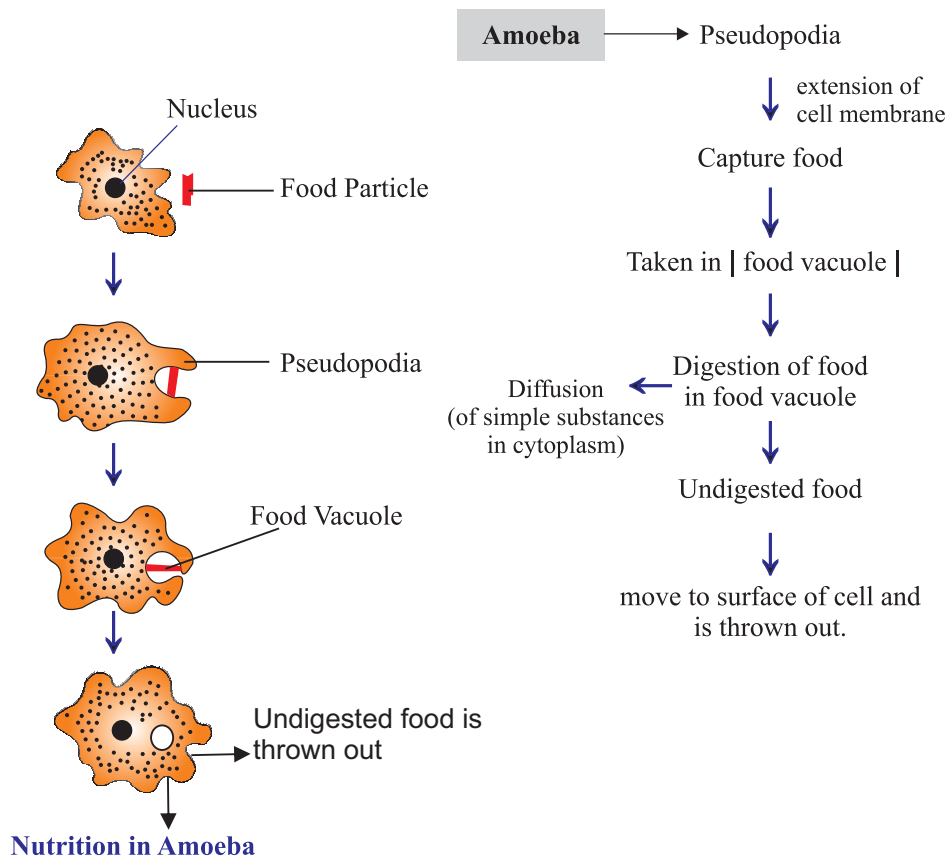 Amoeba
Pseudopodia
extension of
cell membrane
Capture food
Taken in | food vacuole |
Digestion of food
in food vacuole
Diffusion
(of simple substances
in cytoplasm)
Undigested food
move to surface of cell and
is thrown out.
Nucleus
Food Particle
Pseudopodia
Food Vacuole
Undigested food is
thrown out
Nutrition in Amoeba